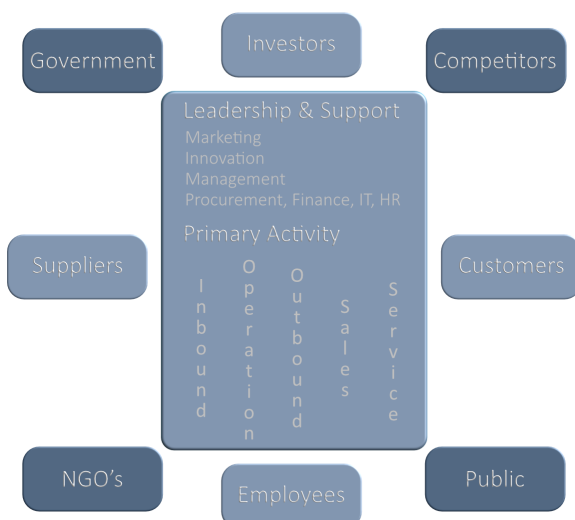 Investors
Government
Competitors
Leadership & Support
Marketing
Innovation
Management
Procurement, Finance, IT, HR
Primary Activity
Suppliers
Customers
Inbound
Operation
Outbound
Sales
Service
NGO's
Employees
Public